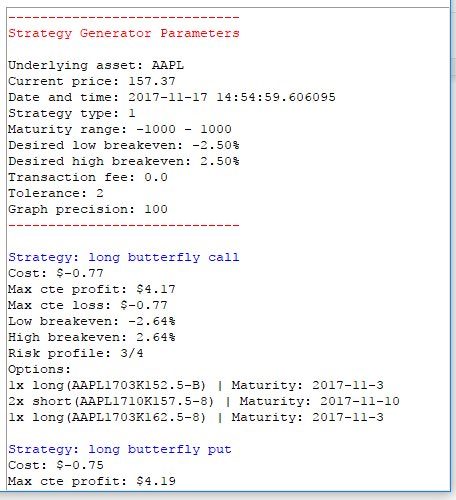 -----------------------------
Strategy Generator Parameters
Underlying asset: AAPL
Current price: 157.37
Date and time: 2017-11-17 14:54:59.606095
Strategy type: 1
Maturity range: -1000 - 1000
Desired low breakeven: -2.50%
Desired high breakeven: 2.50%
Transaction fee: 0.0
Tolerance: 2
Graph precision: 100
-----------------------------
Strategy: long butterfly call
Cost: $-0.77
Max cte profit: $4.17
Max cte loss: $-0.77
Low breakeven: -2.64%
High breakeven: 2.64%
Risk profile: 3/4
Options:
1x long(AAPL1703K152.5-B) | Maturity: 2017-11-3
2x short(AAPL1710K157.5-8) | Maturity: 2017-11-10
1x long(AAPL1703K162.5-8) | Maturity: 2017-11-3
Strategy: long butterfly put
Cost: $-0.75
Max cte profit: $4.19